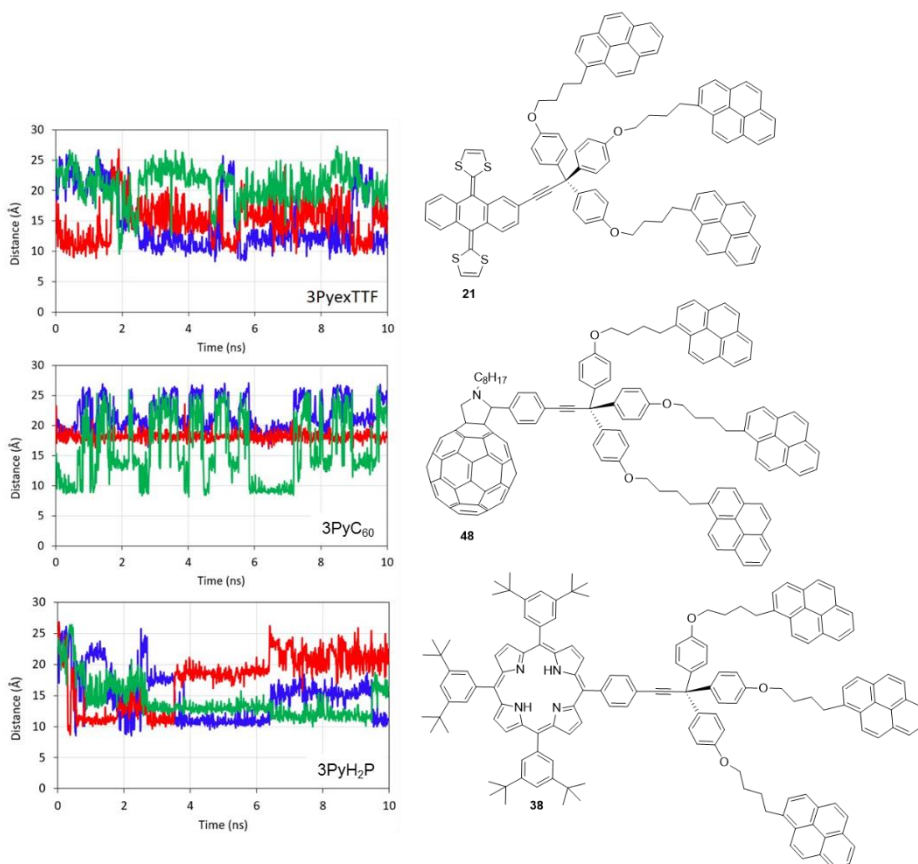 30
25
20
15
10
5
0
Distance (Å)
0 2 4 6 8 10
Time (ns)
3PyexTTF
30
25
20
15
10
5
0
Distance (Å)
0 2 4 6 8 10
Time (ns)
3PyC60
30
25
20
15
10
5
0
Distance (Å)
0 2 4 6 8 10
Time (ns)
3PyH2P
O
O
O
S
S
S
S
21
C8H17
N
O
O
O
48
N
HN
NH
N
O
O
O
38